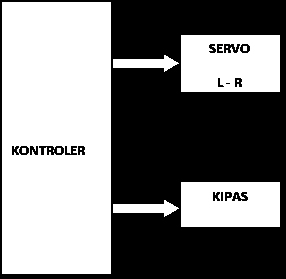 SERVO
L - R
KONTROLER
KIPAS